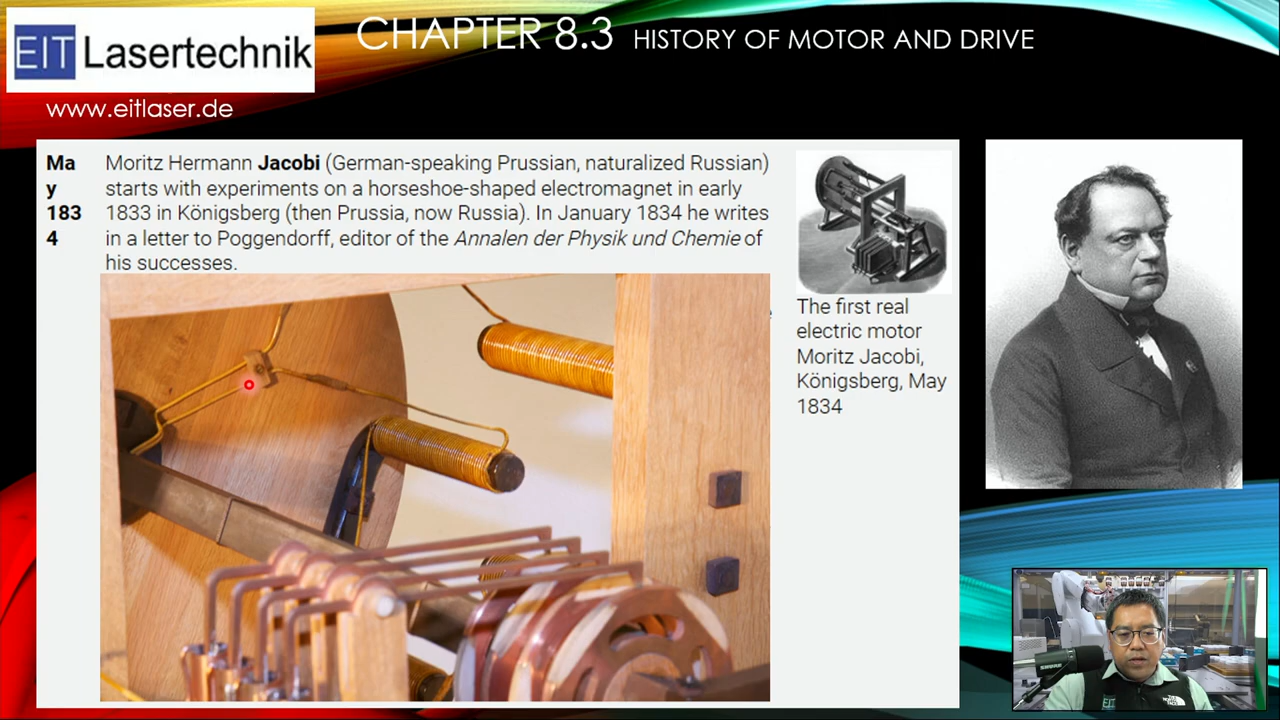 EIT Lasertechnik
CHAPTER 8.3 HISTORY OF MOTOR AND DRIVE
www.eitlaser.de
Ma
y
183
4
Moritz Hermann Jacobi (German-speaking Prussian, naturalized Russian)
starts with experiments on a horseshoe-shaped electromagnet in early
1833 in Königsberg (then Prussia, now Russia). In January 1834 he writes
in a letter to Poggendorff, editor of the Annalen der Physik und Chemie of
his successes.
The first real
electric motor
Moritz Jacobi,
Königsberg, May
1834